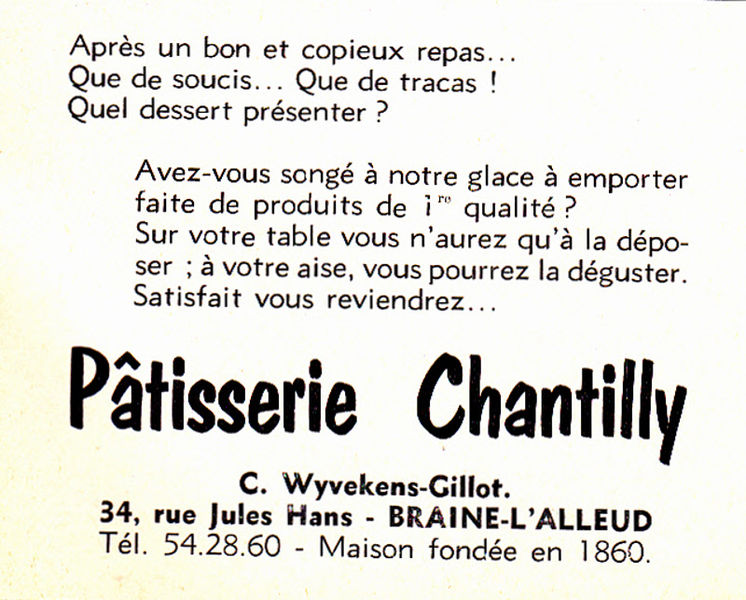 Après un bon et copieux repas...
Que de soucis... Que de tracas !
Quel dessert présenter ?
Avez-vous songé à notre glace à emporter
faite de produits de 1re qualité ?
Sur votre table vous n'aurez qu'à la dépo-
ser ; à votre aise, vous pourrez la déguster.
Satisfait vous reviendrez...
Pâtisserie Chantilly
C. Wyvekens-Gillot.
34, rue Jules Hans - BRAINE-L'ALLEUD
Tél. 54.28.60 - Maison fondée en 1860.